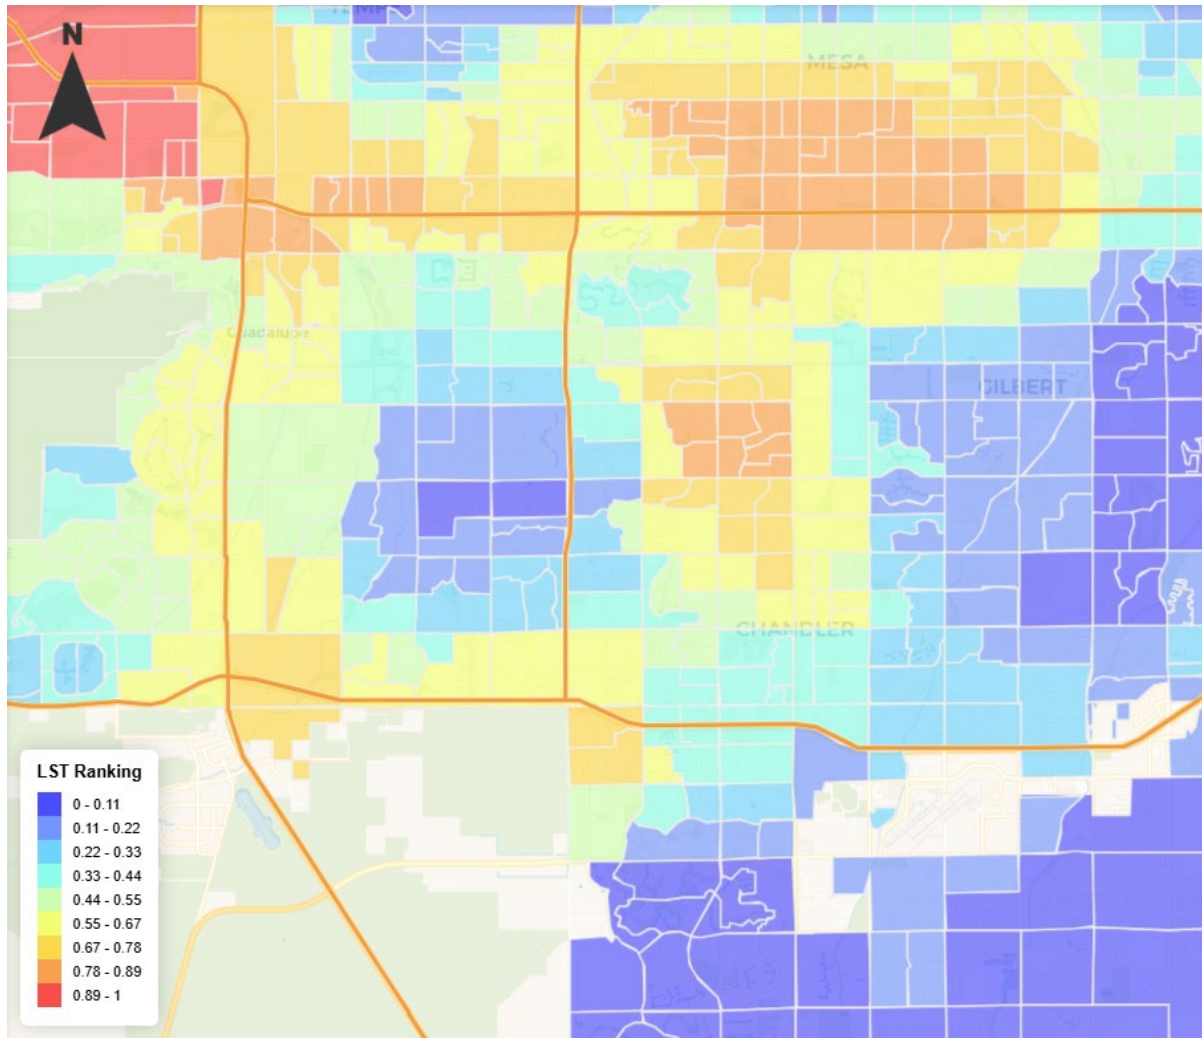 TEMP
N
MESA
Guadalupe
GILBERT
CHANDLER
LST Ranking
0 - 0.11
0.11 - 0.22
0.22 - 0.33
0.33 - 0.44
0.44 - 0.55
0.55 - 0.67
0.67 - 0.78
0.78 - 0.89
0.89 - 1